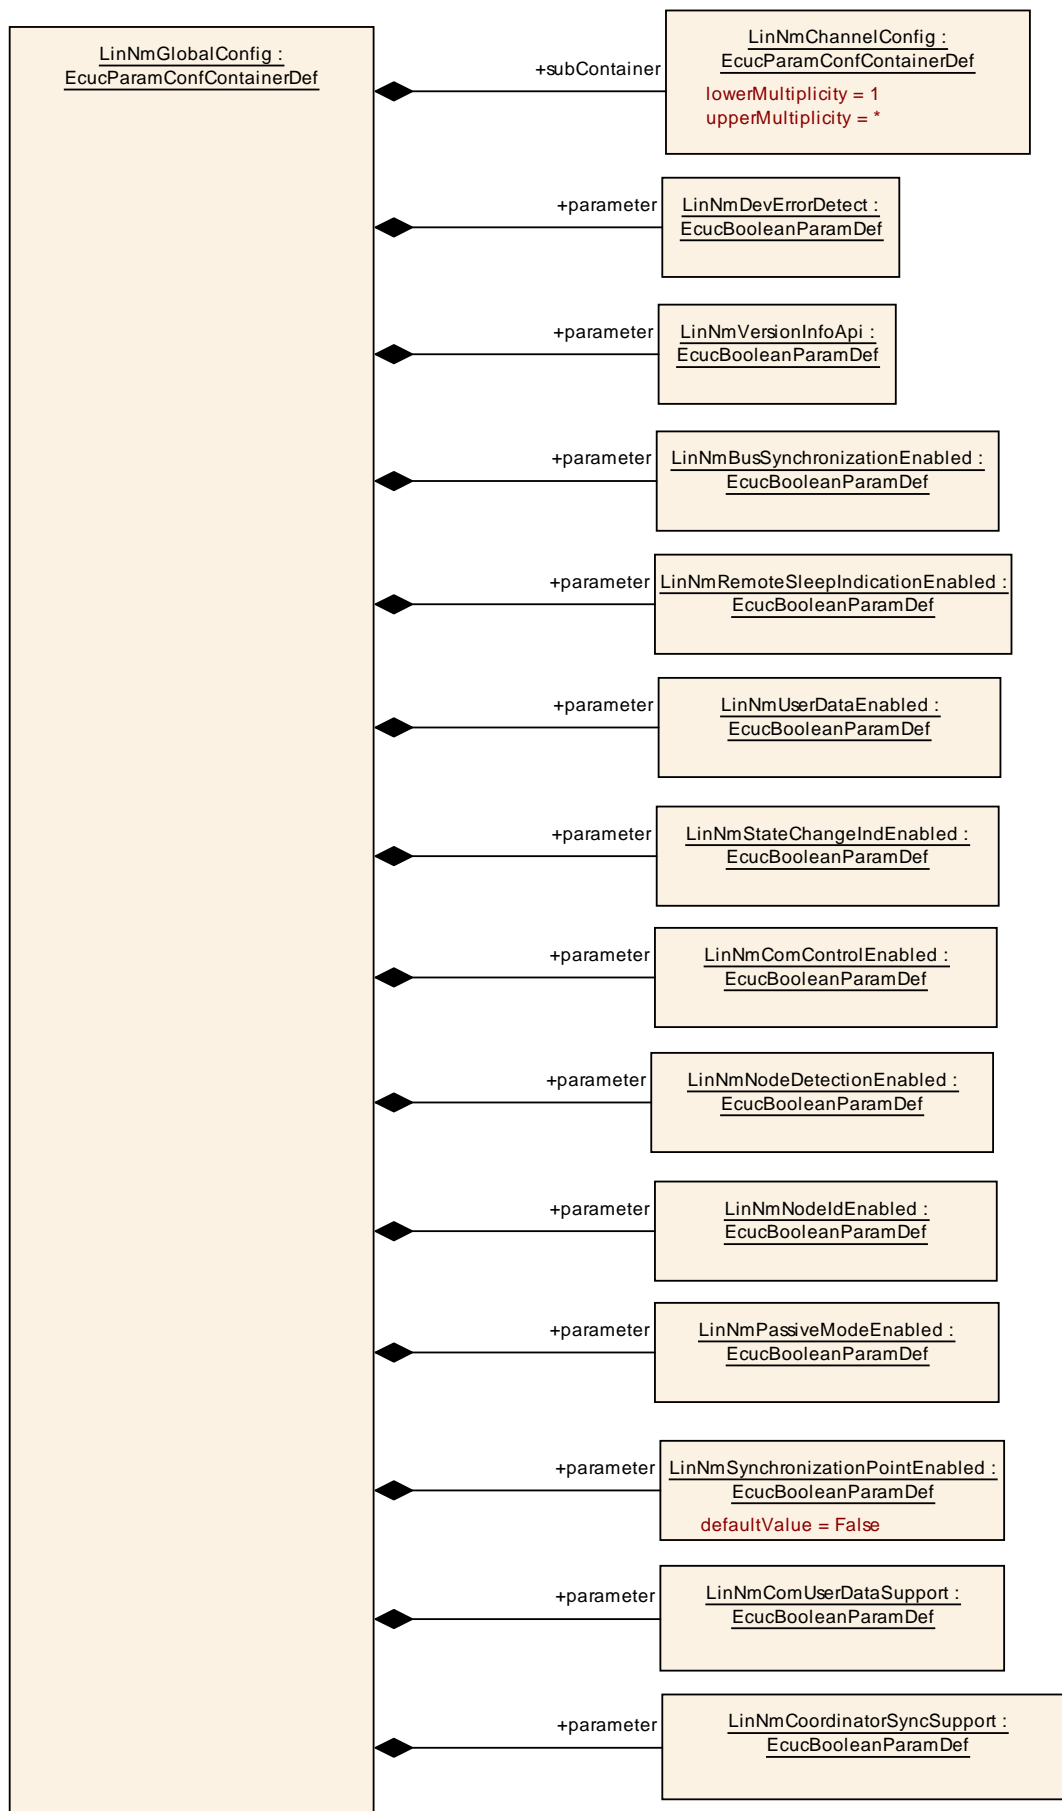 LinNmGlobalConfig :
EcucParamConfContainerDef
+subContainer
LinNmChannelConfig :
EcucParamConfContainerDef
lowerMultiplicity = 1
upperMultiplicity = *
+parameter
LinNmDevErrorDetect :
EcucBooleanParamDef
+parameter
LinNmVersionInfoApi :
EcucBooleanParamDef
+parameter
LinNmBusSynchronizationEnabled :
EcucBooleanParamDef
+parameter
LinNmRemoteSleepIndicationEnabled :
EcucBooleanParamDef
+parameter
LinNmUserDataEnabled :
EcucBooleanParamDef
+parameter
LinNmStateChangeIndEnabled :
EcucBooleanParamDef
+parameter
LinNmComControlEnabled :
EcucBooleanParamDef
+parameter
LinNmNodeDetectionEnabled :
EcucBooleanParamDef
+parameter
LinNmNodeIdEnabled :
EcucBooleanParamDef
+parameter
LinNmPassiveModeEnabled :
EcucBooleanParamDef
+parameter
LinNmSynchronizationPointEnabled :
EcucBooleanParamDef
defaultValue = False
+parameter
LinNmComUserDataSupport :
EcucBooleanParamDef
+parameter
LinNmCoordinatorSyncSupport :
EcucBooleanParamDef